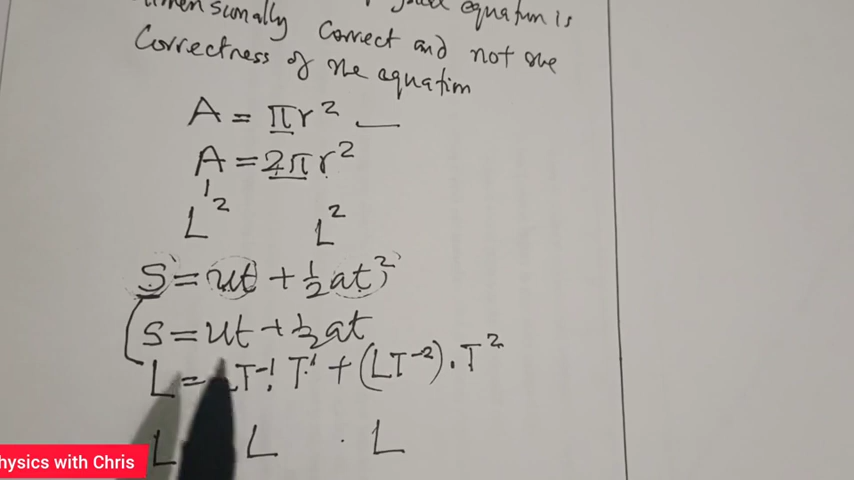 equation is
dimensionally correct and not the
Correctness of the equation
A = πr² —
A = 2πr²
L² L²
S = ut + ½at²
S = ut + ½at
L = LT⁻¹. T¹ + (LT⁻²) . T²
L L . L
hysics with Chris